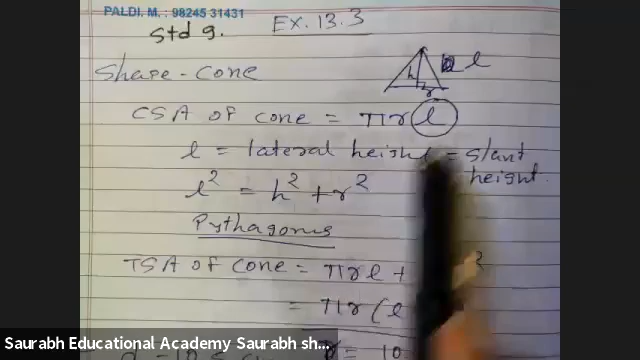 PALDI. M. : 98245 31431
Std 9.
Ex. 13.3
Shape - Cone
h l
r
CSA of cone = πrl
l = lateral height = slant height.
l² = h² + r²
Pythagorus
TSA of cone = πrl +
= πr(l
Saurabh Educational Academy Saurabh sh...